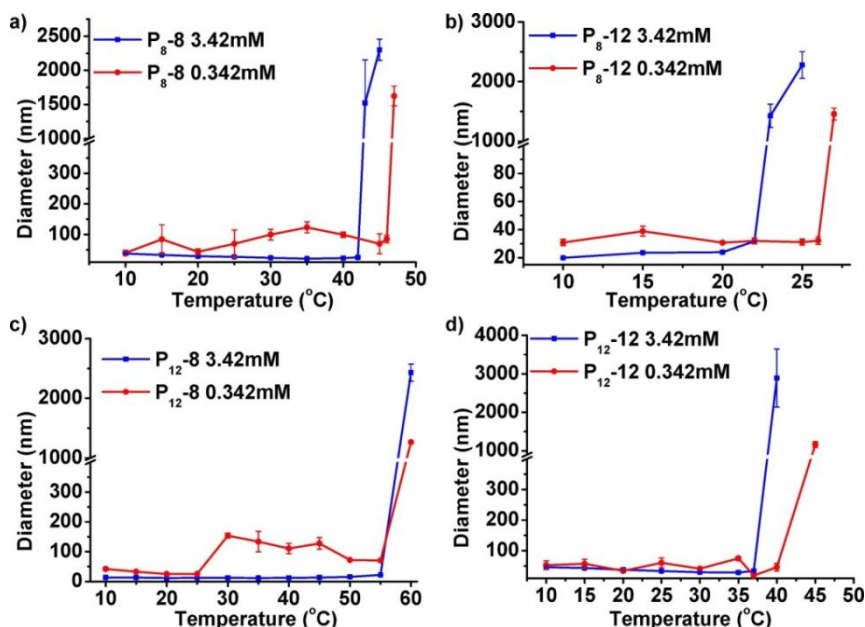 a)
P₈-8 3.42mM
P₈-8 0.342mM
Diameter (nm)
2500
2000
1500
1000
300
200
100
10 20 30 40 50
Temperature (°C)
b)
P₈-12 3.42mM
P₈-12 0.342mM
Diameter (nm)
3000
2000
1000
80
60
40
20
10 15 20 25
Temperature (°C)
c)
P₁₂-8 3.42mM
P₁₂-8 0.342mM
Diameter (nm)
3000
2000
1000
300
200
100
0
10 20 30 40 50 60
Temperature (°C)
d)
P₁₂-12 3.42mM
P₁₂-12 0.342mM
Diameter (nm)
4000
3000
2000
1000
300
200
100
10 15 20 25 30 35 40 45 50
Temperature (°C)